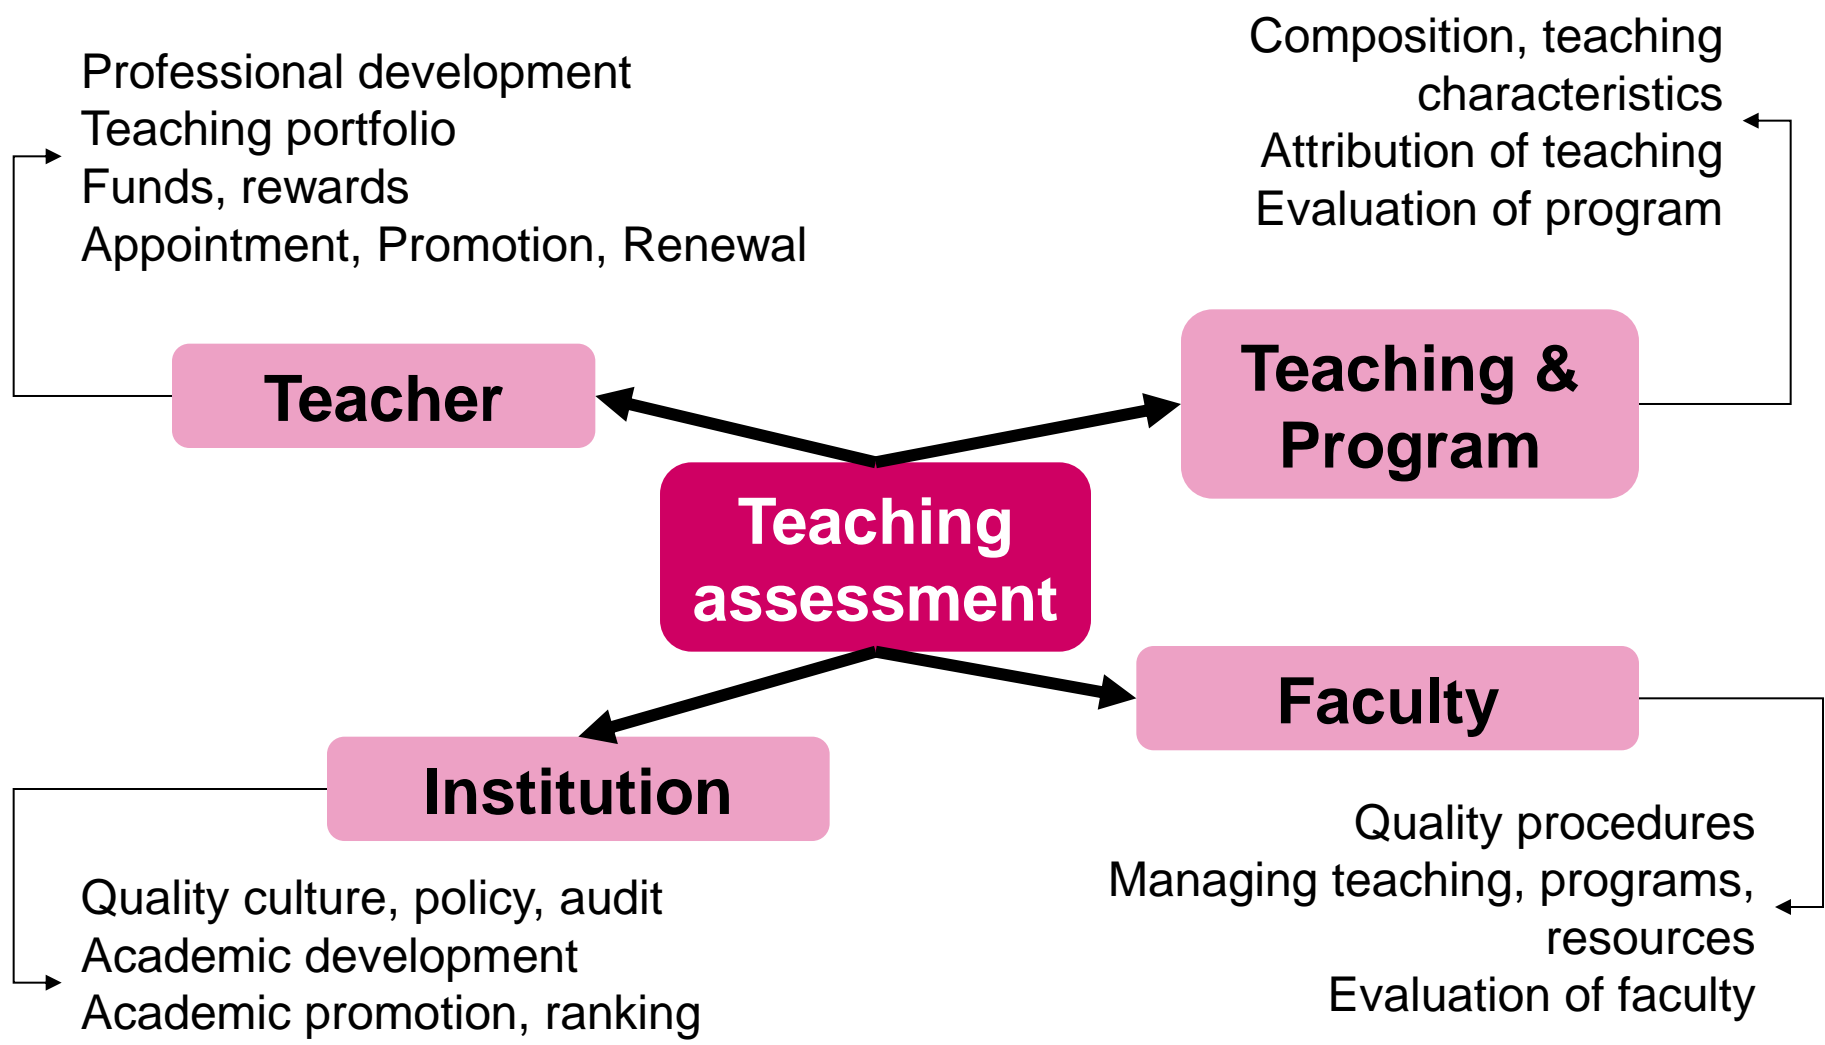 Professional development
Teaching portfolio
Funds, rewards
Appointment, Promotion, Renewal
Composition, teaching
characteristics
Attribution of teaching
Evaluation of program
Teacher
Teaching &
Program
Teaching
assessment
Institution
Faculty
Quality culture, policy, audit
Academic development
Academic promotion, ranking
Quality procedures
Managing teaching, programs,
resources
Evaluation of faculty